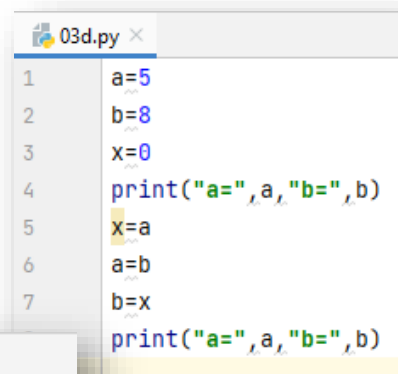 03d.py
1 a=5
2 b=8
3 x=0
4 print("a=",a,"b=",b)
5 x=a
6 a=b
7 b=x
print("a=",a,"b=",b)